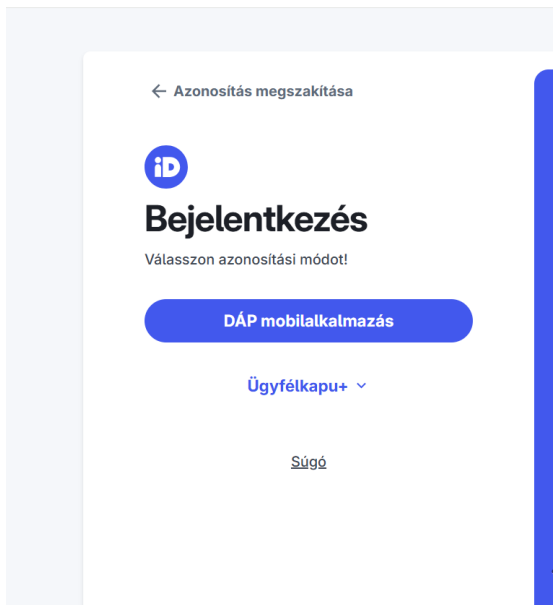 ← Azonosítás megszakítása
iD
Bejelentkezés
Válasszon azonosítási módot!
DÁP mobilalkalmazás
Ügyfélkapu+
Súgó